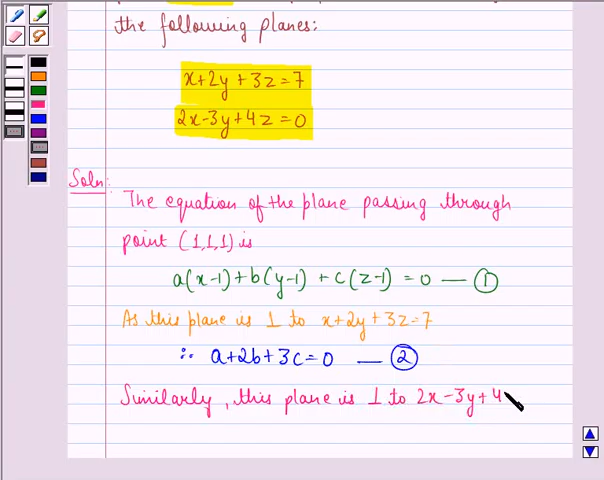 the following planes:
x+2y+3z=7
2x-3y+4z=0
Soln:
The equation of the plane passing through
point (1,1,1) is
a(x-1)+b(y-1)+c(z-1)=0 — ①
As this plane is ⊥ to x+2y+3z=7
∴ a+2b+3c=0 — ②
Similarly, this plane is ⊥ to 2x-3y+4